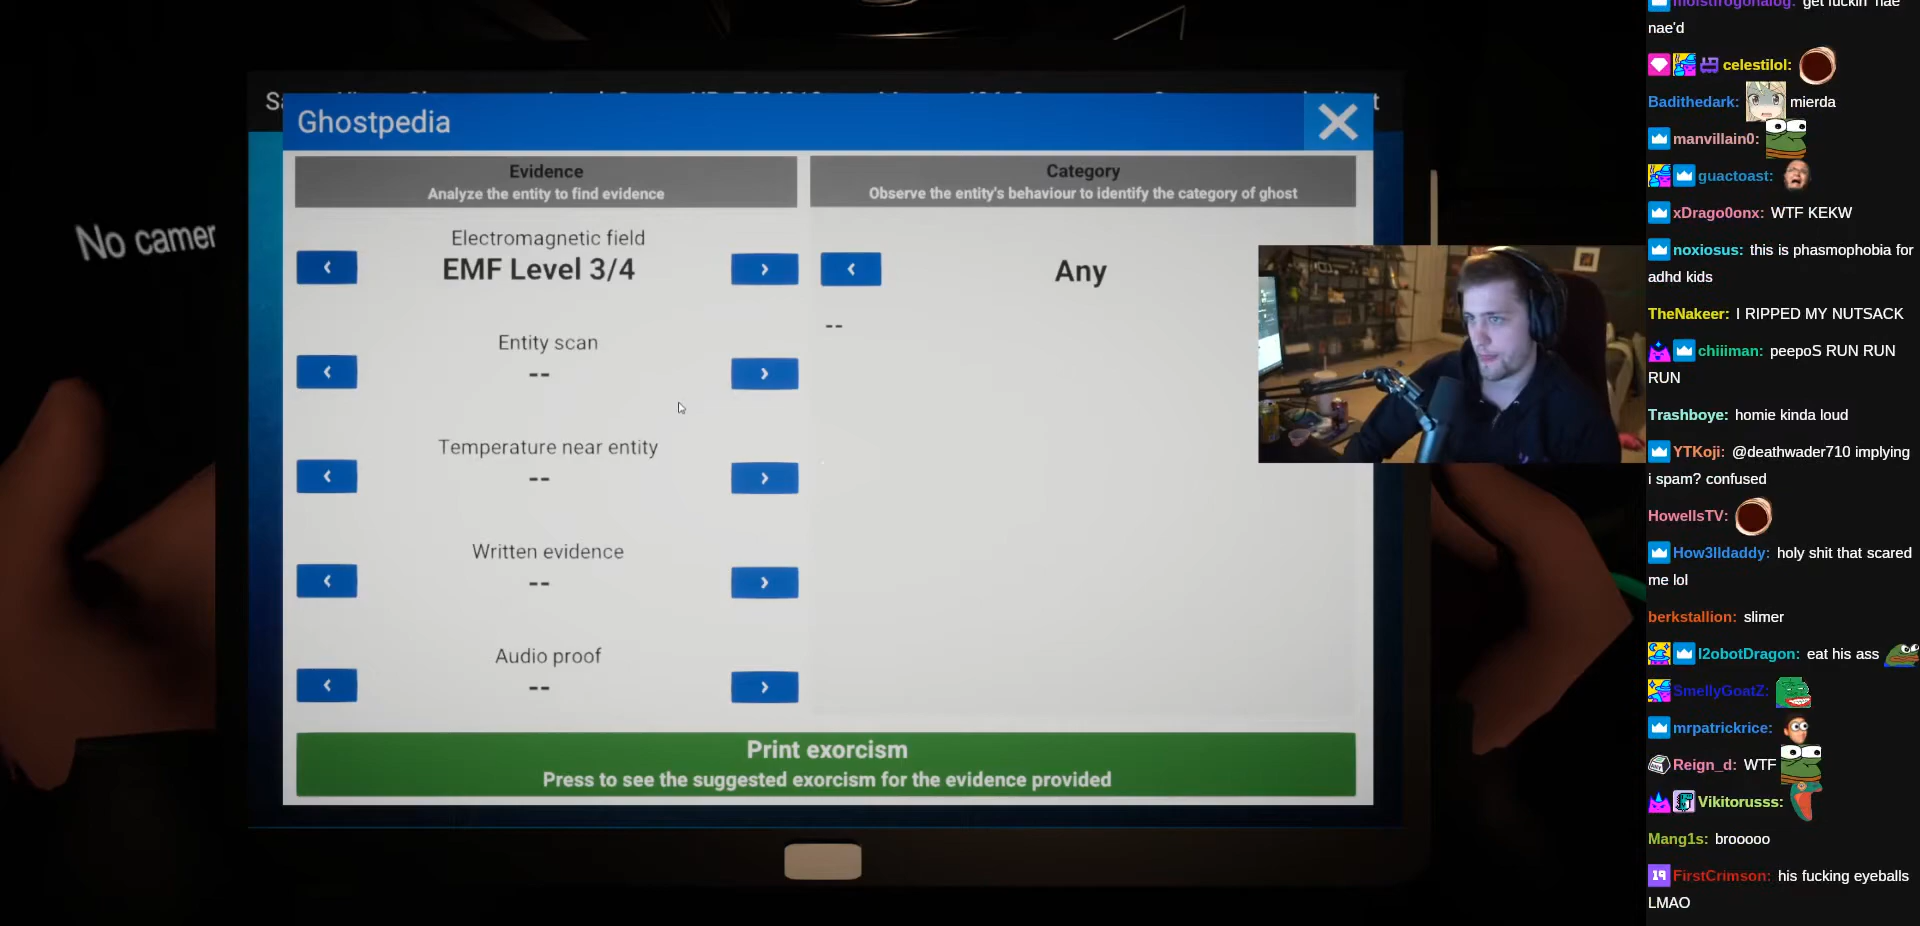 No camer
Ghostpedia
Evidence
Analyze the entity to find evidence
Category
Observe the entity's behaviour to identify the category of ghost
Electromagnetic field
EMF Level 3/4
Any
--
Entity scan
--
Temperature near entity
--
Written evidence
--
Audio proof
--
Print exorcism
Press to see the suggested exorcism for the evidence provided
get fuckin' nae
nae'd
celestilol:
Badithedark: mierda
manvillain0:
guactoast:
xDrago0onx: WTF KEKW
noxiosus: this is phasmophobia for
adhd kids
TheNakeer: I RIPPED MY NUTSACK
chiiiman: peepoS RUN RUN
RUN
Trashboye: homie kinda loud
YTKoji: @deathwader710 implying
i spam? confused
HowellsTV:
How3lldaddy: holy shit that scared
me lol
berkstallion: slimer
I2obotDragon: eat his ass
SmellyGoatZ:
mrpatrickrice:
Reign_d: WTF
Vikitorusss:
Mang1s: brooooo
19 FirstCrimson: his fucking eyeballs
LMAO